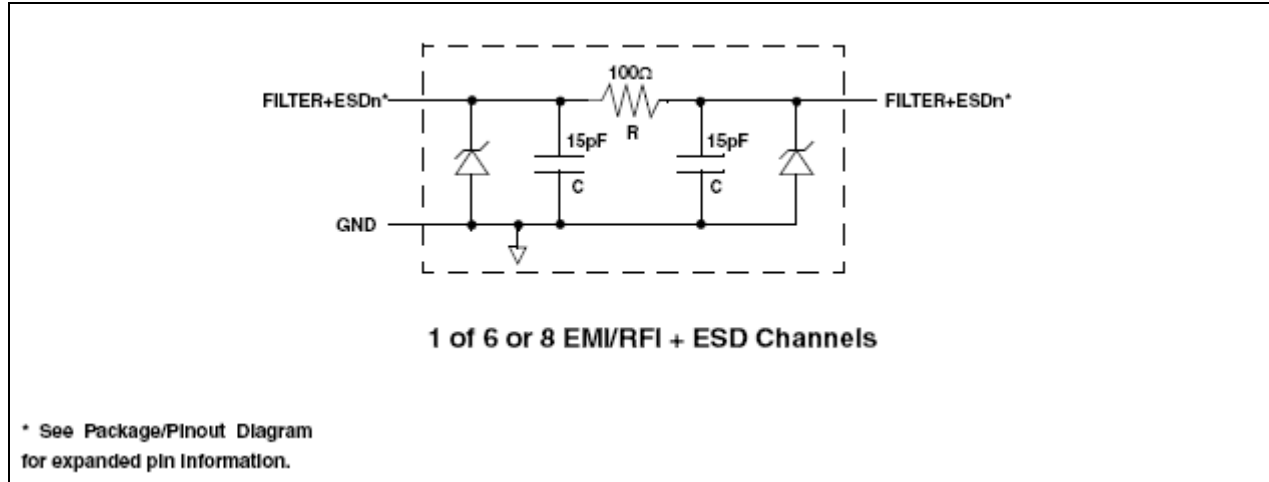 100Ω
FILTER+ESDn*
FILTER+ESDn*
R
15pF
15pF
C
C
GND
1 of 6 or 8 EMI/RFI + ESD Channels
* See Package/Pinout Diagram
for expanded pin information.